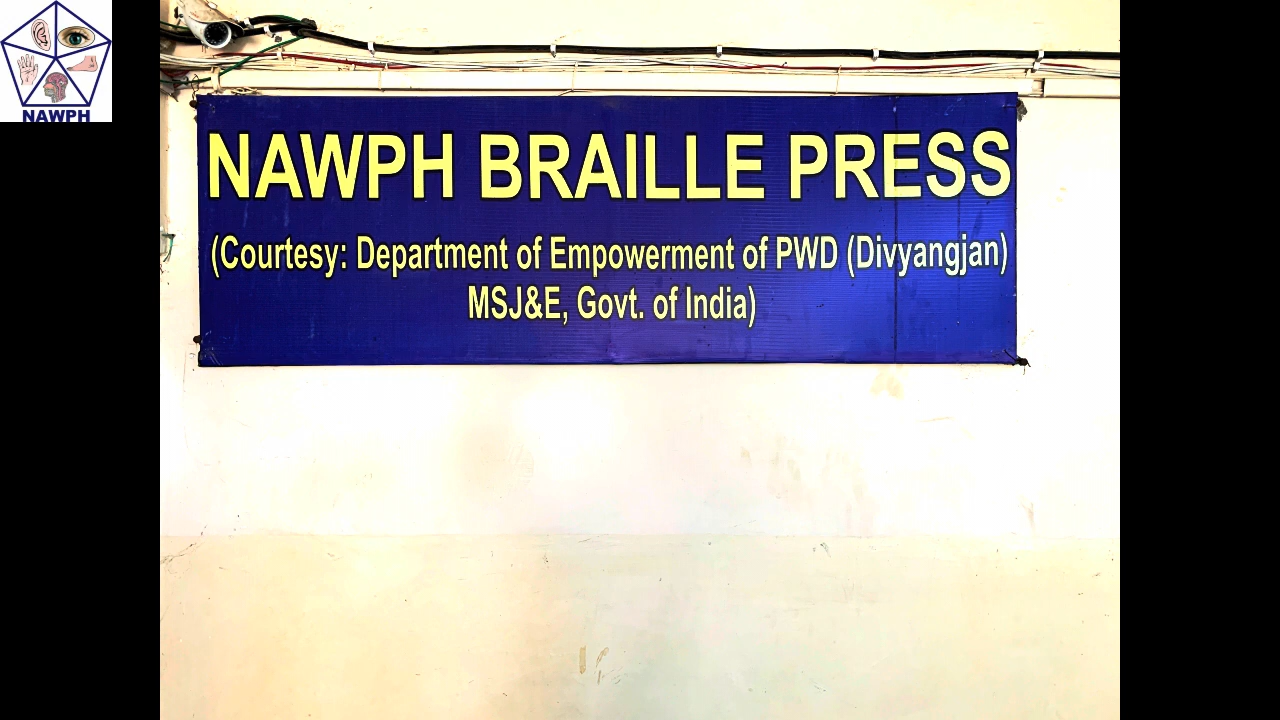 NAWPH
NAWPH BRAILLE PRESS
(Courtesy: Department of Empowerment of PWD (Divyangjan)
MSJ&E, Govt. of India)